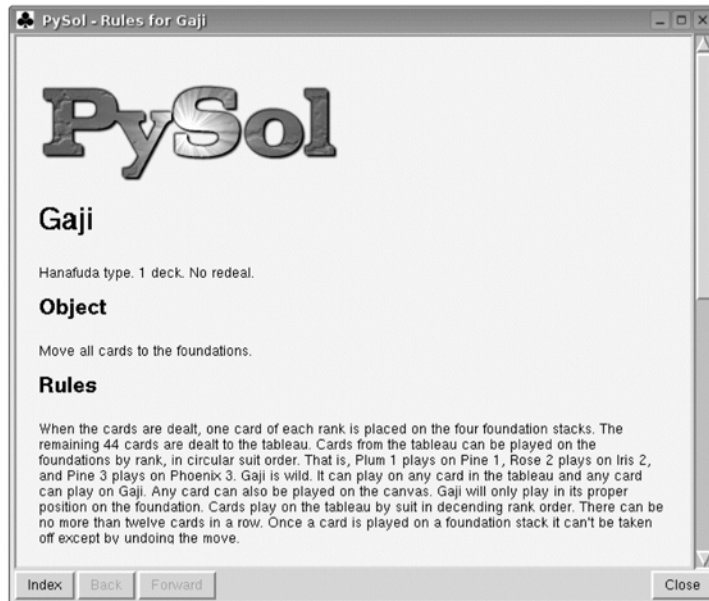 PySol - Rules for Gaji
PySol
Gaji
Hanafuda type. 1 deck. No redeal.
Object
Move all cards to the foundations.
Rules
When the cards are dealt, one card of each rank is placed on the four foundation stacks. The
remaining 44 cards are dealt to the tableau. Cards from the tableau can be played on the
foundations by rank, in circular suit order. That is, Plum 1 plays on Pine 1, Rose 2 plays on Iris 2,
and Pine 3 plays on Phoenix 3. Gaji is wild. It can play on any card in the tableau and any card
can play on Gaji. Any card can also be played on the canvas. Gaji will only play in its proper
position on the foundation. Cards play on the tableau by suit in decending rank order. There can be
no more than twelve cards in a row. Once a card is played on a foundation stack it can't be taken
off except by undoing the move.
Index Back Forward Close